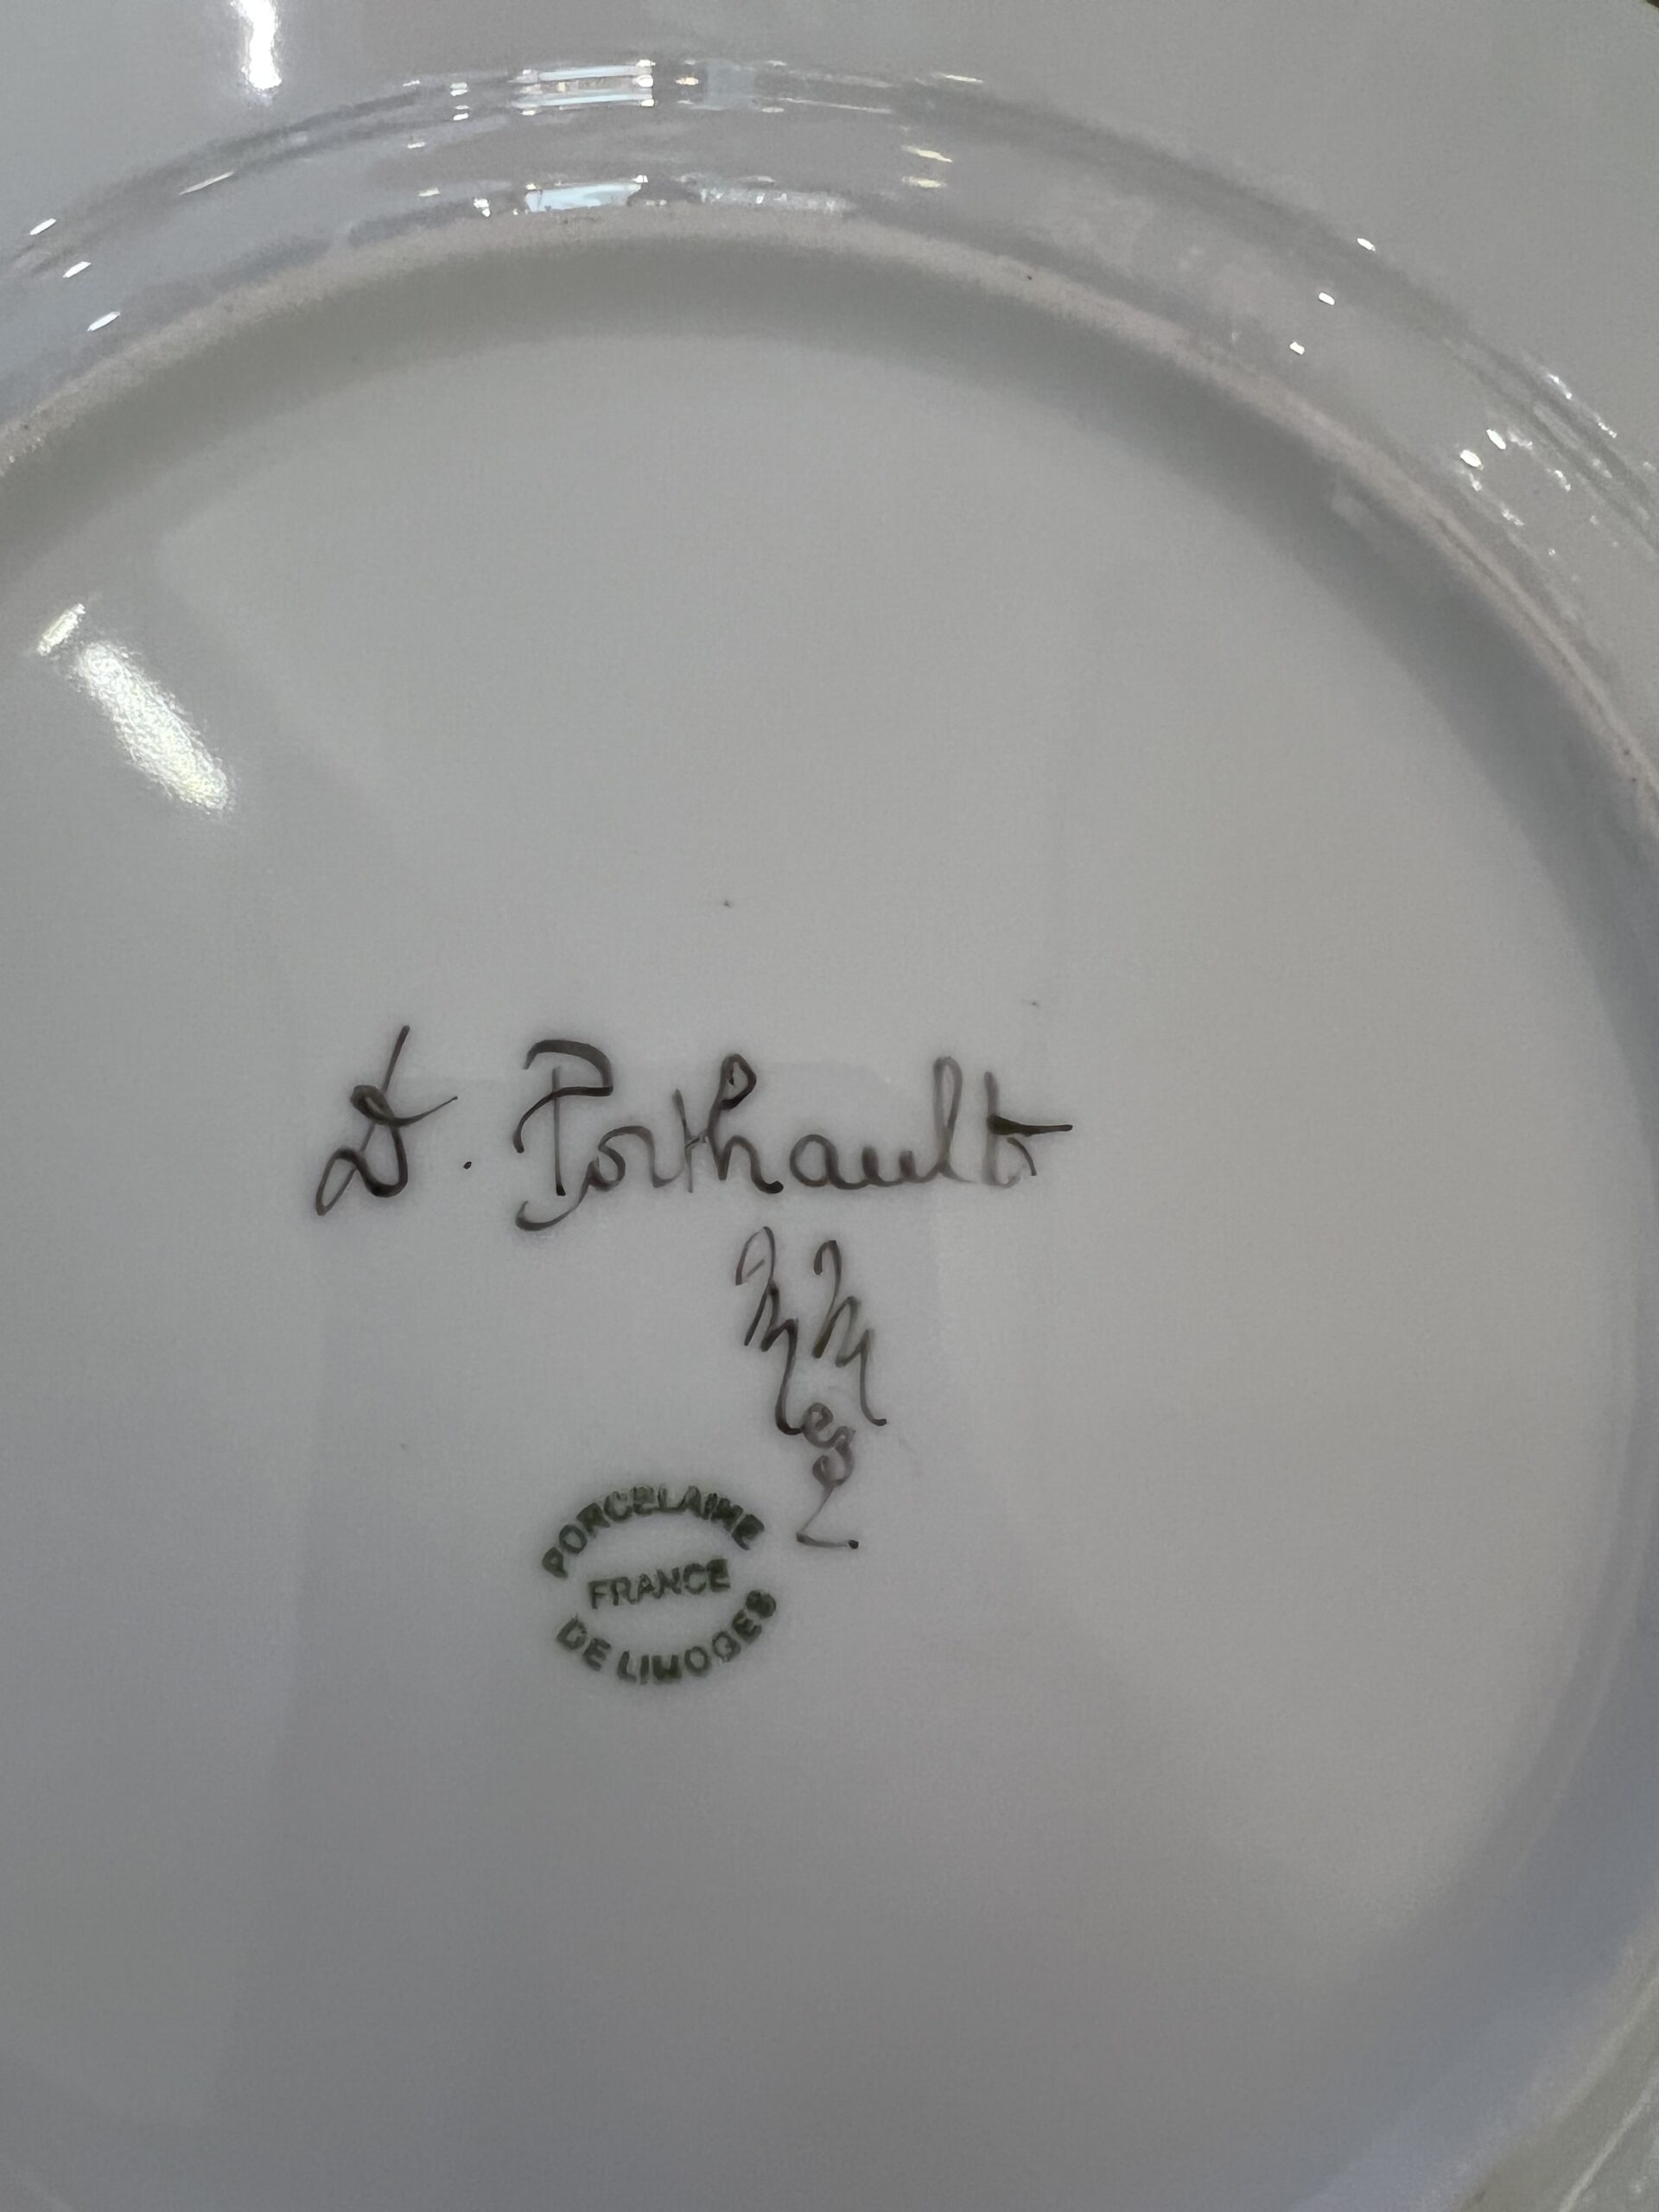 D. Porthault
PORCELAINE
FRANCE
DE LIMOGES